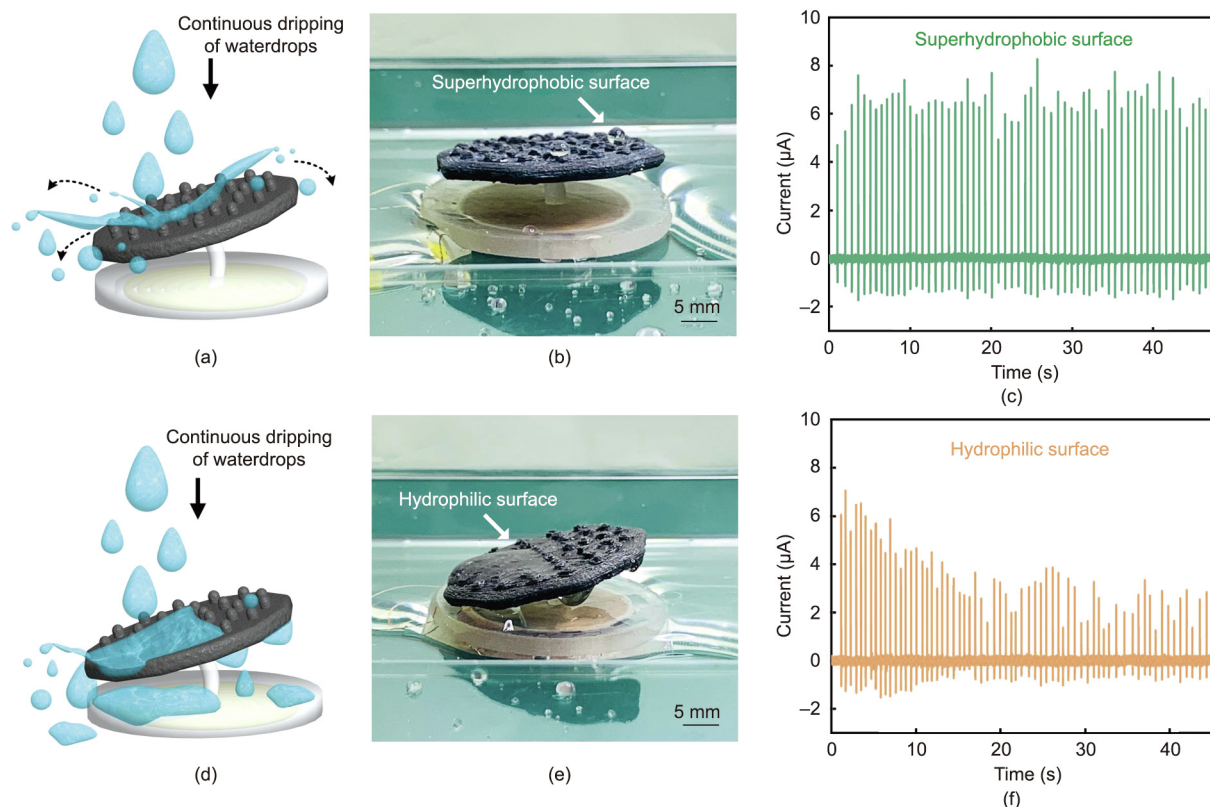 Continuous dripping
of waterdrops
(a)
Superhydrophobic surface
5 mm
(b)
Superhydrophobic surface
10
8
6
4
2
0
–2
Current (µA)
0
10
20
30
40
Time (s)
(c)
Continuous dripping
of waterdrops
(d)
Hydrophilic surface
5 mm
(e)
Hydrophilic surface
10
8
6
4
2
0
–2
Current (µA)
0
10
20
30
40
Time (s)
(f)